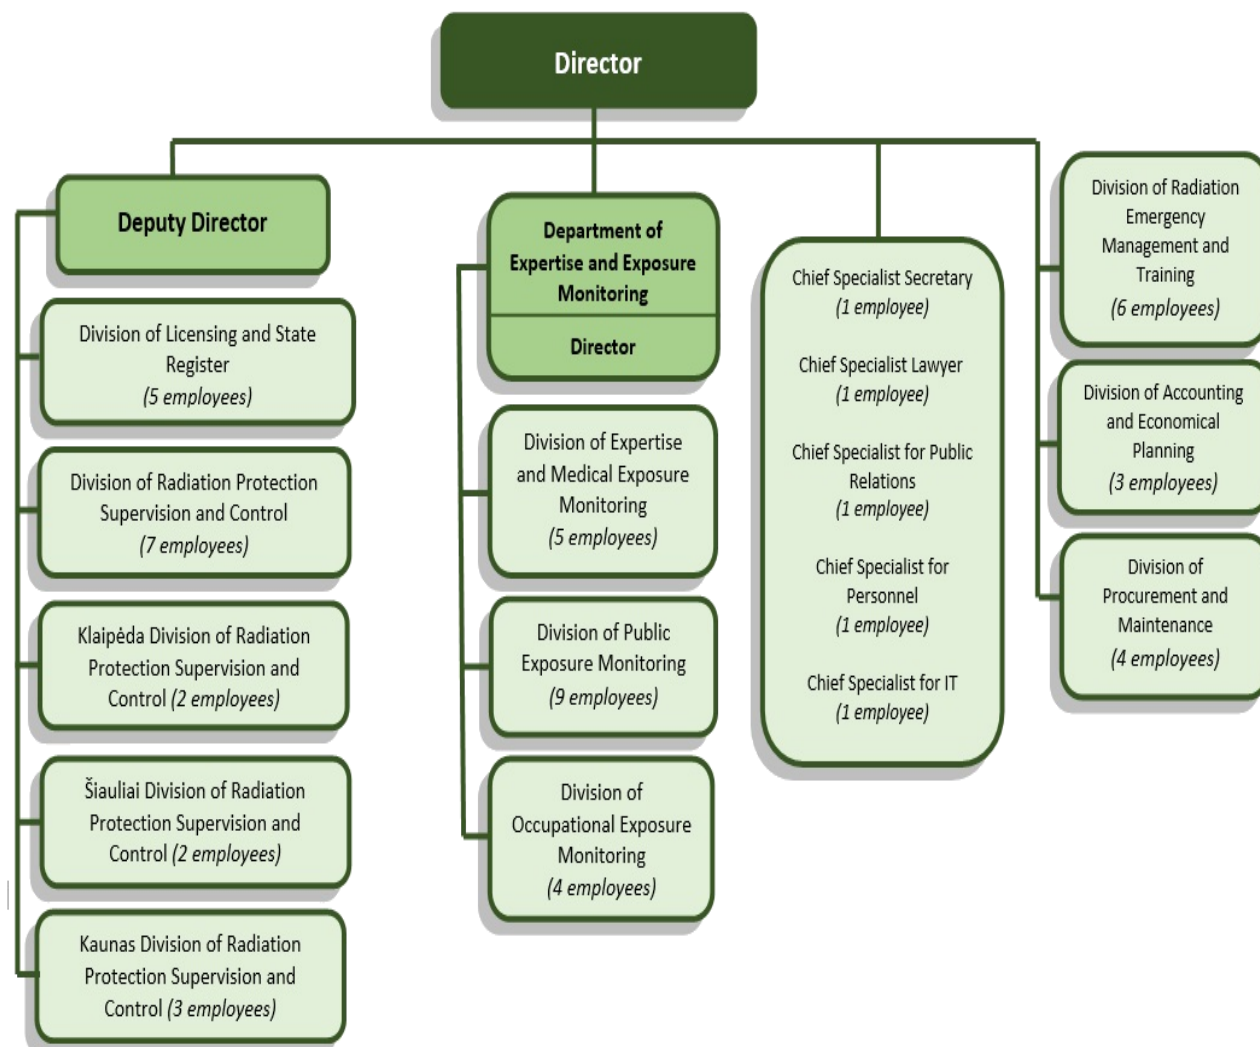 Director
Deputy Director
Division of Licensing and State
Register
(5 employees)
Division of Radiation Protection
Supervision and Control
(7 employees)
Klaipėda Division of Radiation
Protection Supervision and
Control (2 employees)
Šiauliai Division of Radiation
Protection Supervision and
Control (2 employees)
Kaunas Division of Radiation
Protection Supervision and
Control (3 employees)
Department of
Expertise and Exposure
Monitoring
Director
Division of Expertise
and Medical Exposure
Monitoring
(5 employees)
Division of Public
Exposure Monitoring
(9 employees)
Division of
Occupational Exposure
Monitoring
(4 employees)
Chief Specialist Secretary
(1 employee)
Chief Specialist Lawyer
(1 employee)
Chief Specialist for Public
Relations
(1 employee)
Chief Specialist for
Personnel
(1 employee)
Chief Specialist for IT
(1 employee)
Division of Radiation
Emergency
Management and
Training
(6 employees)
Division of Accounting
and Economical
Planning
(3 employees)
Division of
Procurement and
Maintenance
(4 employees)